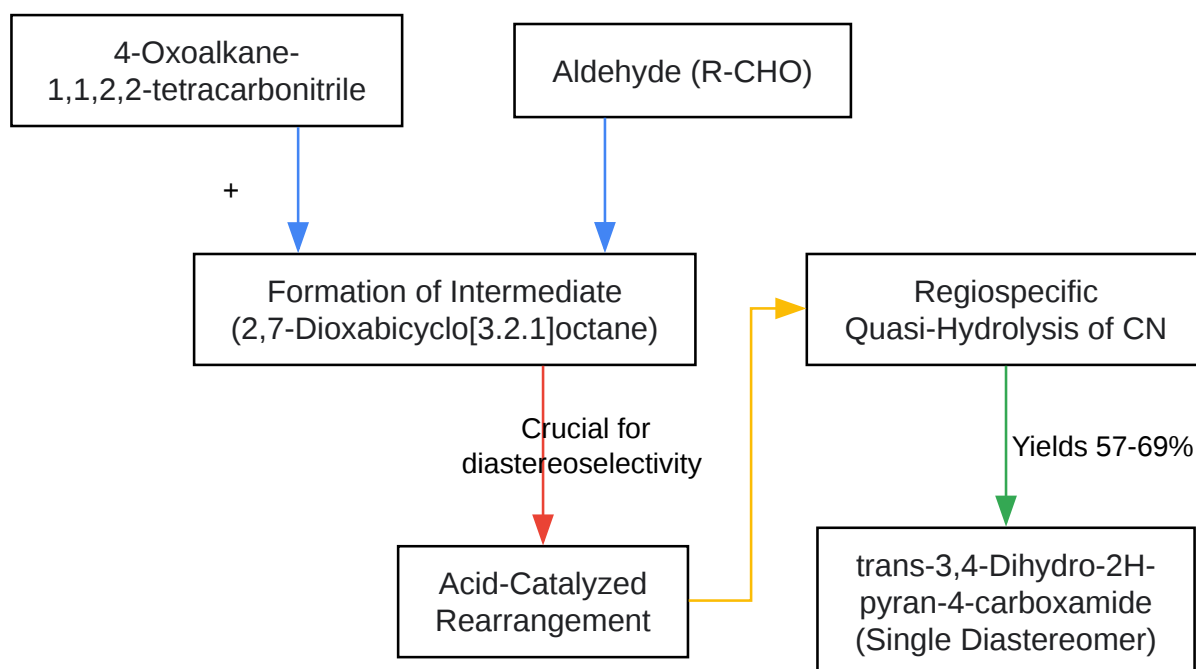 4-Oxoalkane-
1,1,2,2-tetracarbonitrile
Aldehyde (R-CHO)
+
Formation of Intermediate
(2,7-Dioxabicyclo[3.2.1]octane)
Regiospecific
Quasi-Hydrolysis of CN
Crucial for
diastereoselectivity
Yields 57-69%
Acid-Catalyzed
Rearrangement
trans-3,4-Dihydro-2H-
pyran-4-carboxamide
(Single Diastereomer)